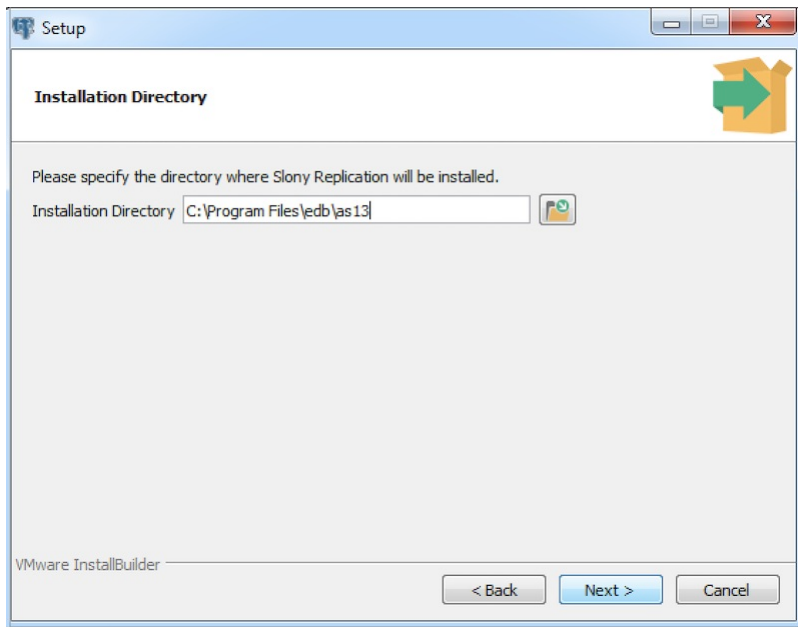 Setup
Installation Directory
Please specify the directory where Slony Replication will be installed.
Installation Directory C:\Program Files\edb\as13
VMware InstallBuilder
< Back Next > Cancel